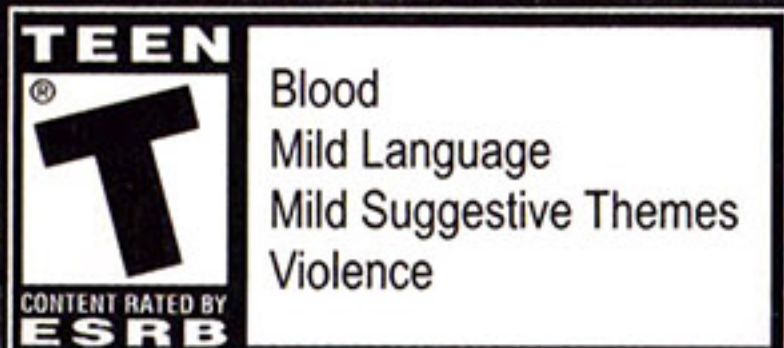 TEEN
®
T
CONTENT RATED BY
ESRB
Blood
Mild Language
Mild Suggestive Themes
Violence